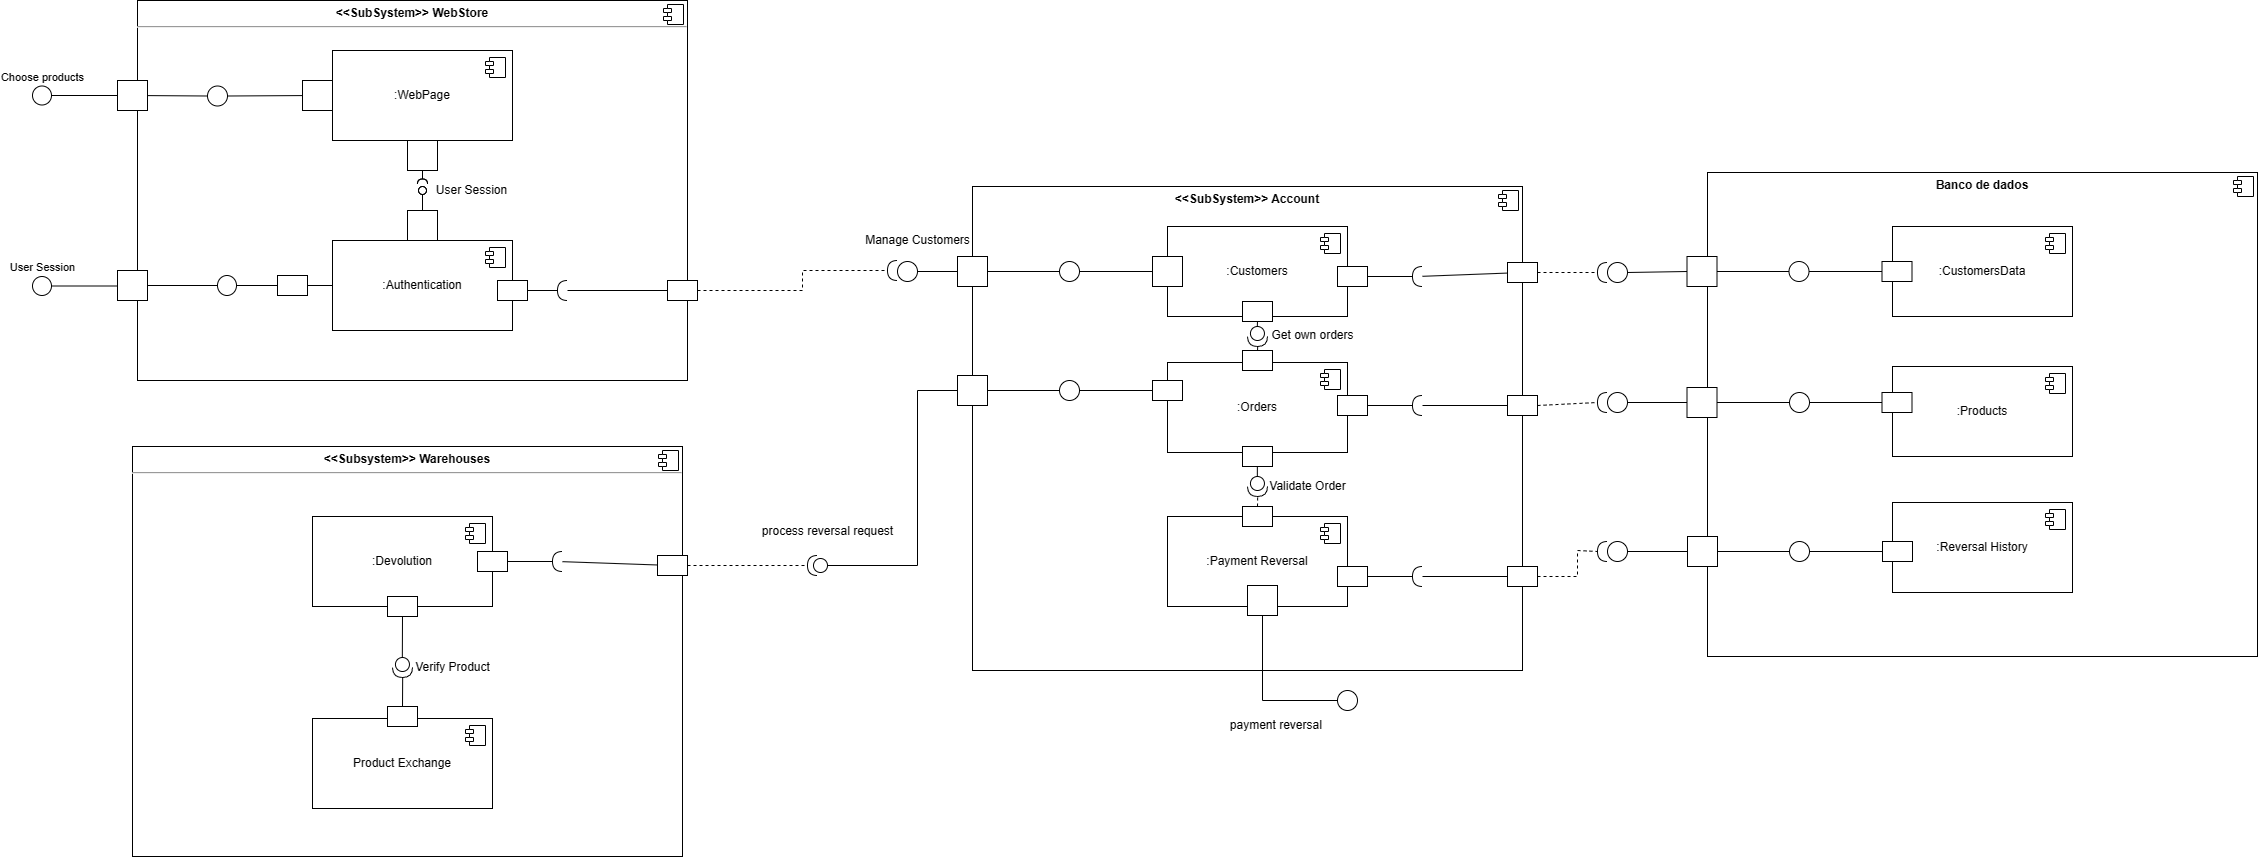 <<SubSystem>> WebStore
Choose products
:WebPage
User Session
User Session
:Authentication
<<Subsystem>> Warehouses
:Devolution
Verify Product
Product Exchange
process reversal request
Manage Customers
<<SubSystem>> Account
:Customers
Get own orders
:Orders
Validate Order
:Payment Reversal
payment reversal
Banco de dados
:CustomersData
:Products
:Reversal History